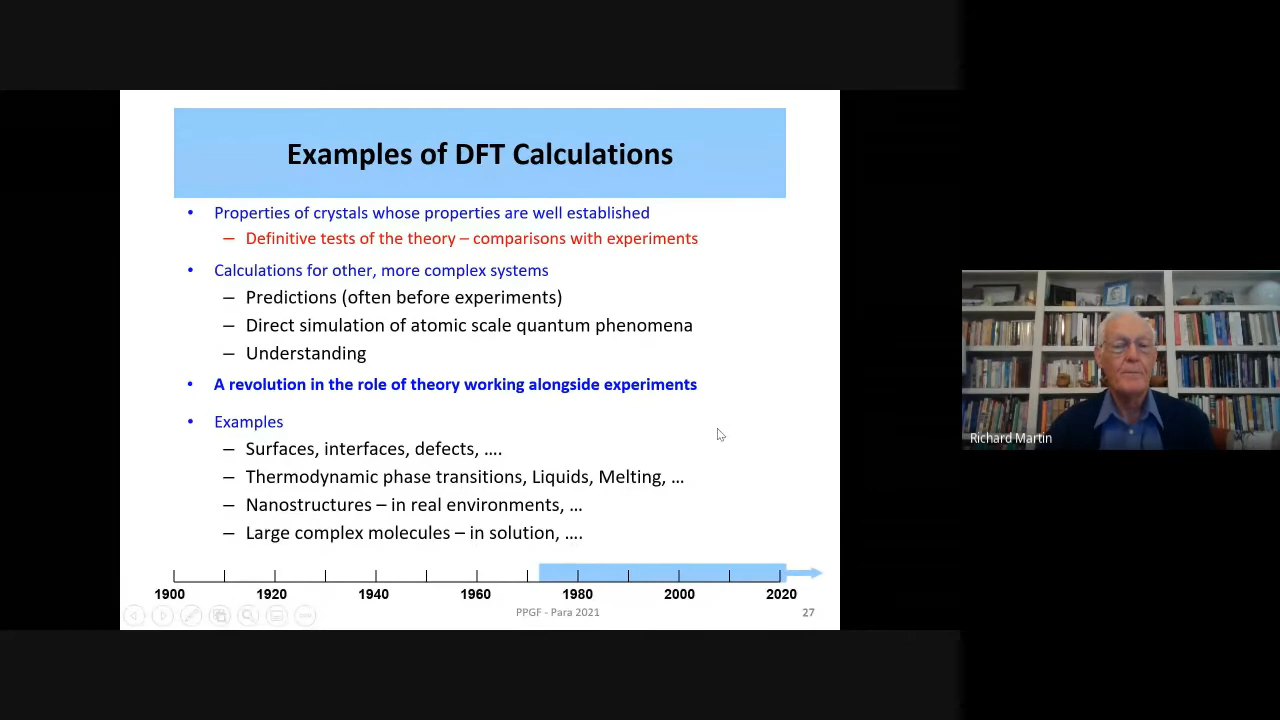 Examples of DFT Calculations
• Properties of crystals whose properties are well established
– Definitive tests of the theory – comparisons with experiments
• Calculations for other, more complex systems
– Predictions (often before experiments)
– Direct simulation of atomic scale quantum phenomena
– Understanding
• A revolution in the role of theory working alongside experiments
• Examples
– Surfaces, interfaces, defects, ….
– Thermodynamic phase transitions, Liquids, Melting, …
– Nanostructures – in real environments, …
– Large complex molecules – in solution, ….
1900 1920 1940 1960 1980 2000 2020
PPGF - Para 2021 27
Richard Martin